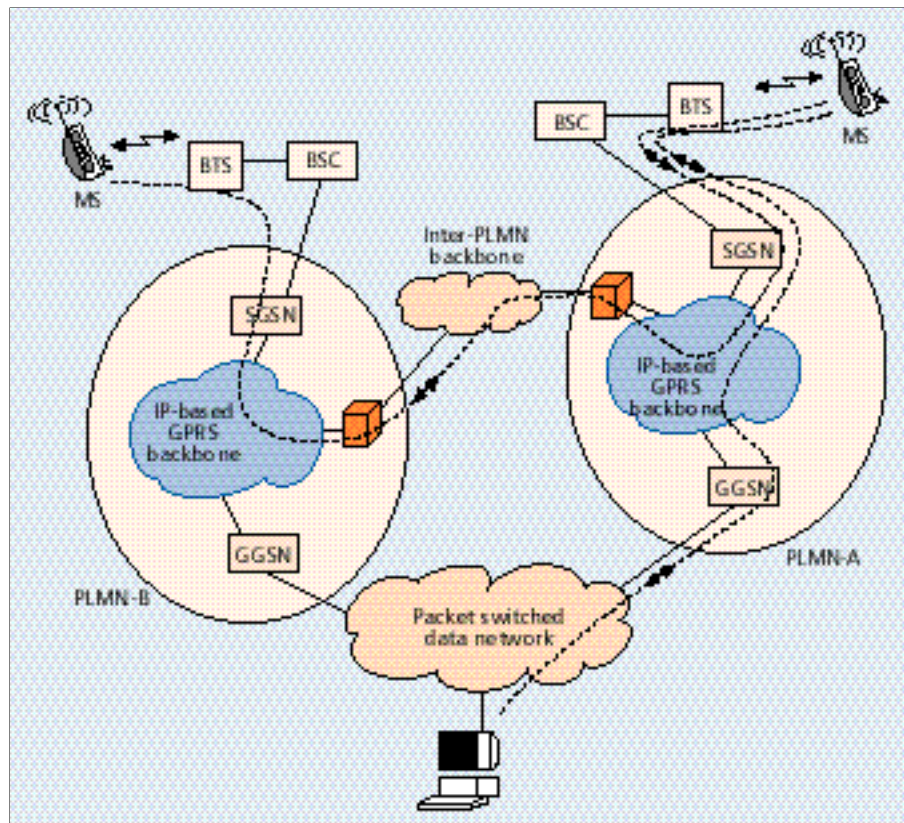 BTS
BSC
MS
BTS
BSC
MS
Inter-PLMN
backbone
SGSN
SGSN
IP-based
GPRS
backbone
IP-based
GPRS
backbone
GGSN
GGSN
PLMN-A
PLMN-B
Packet switched
data network